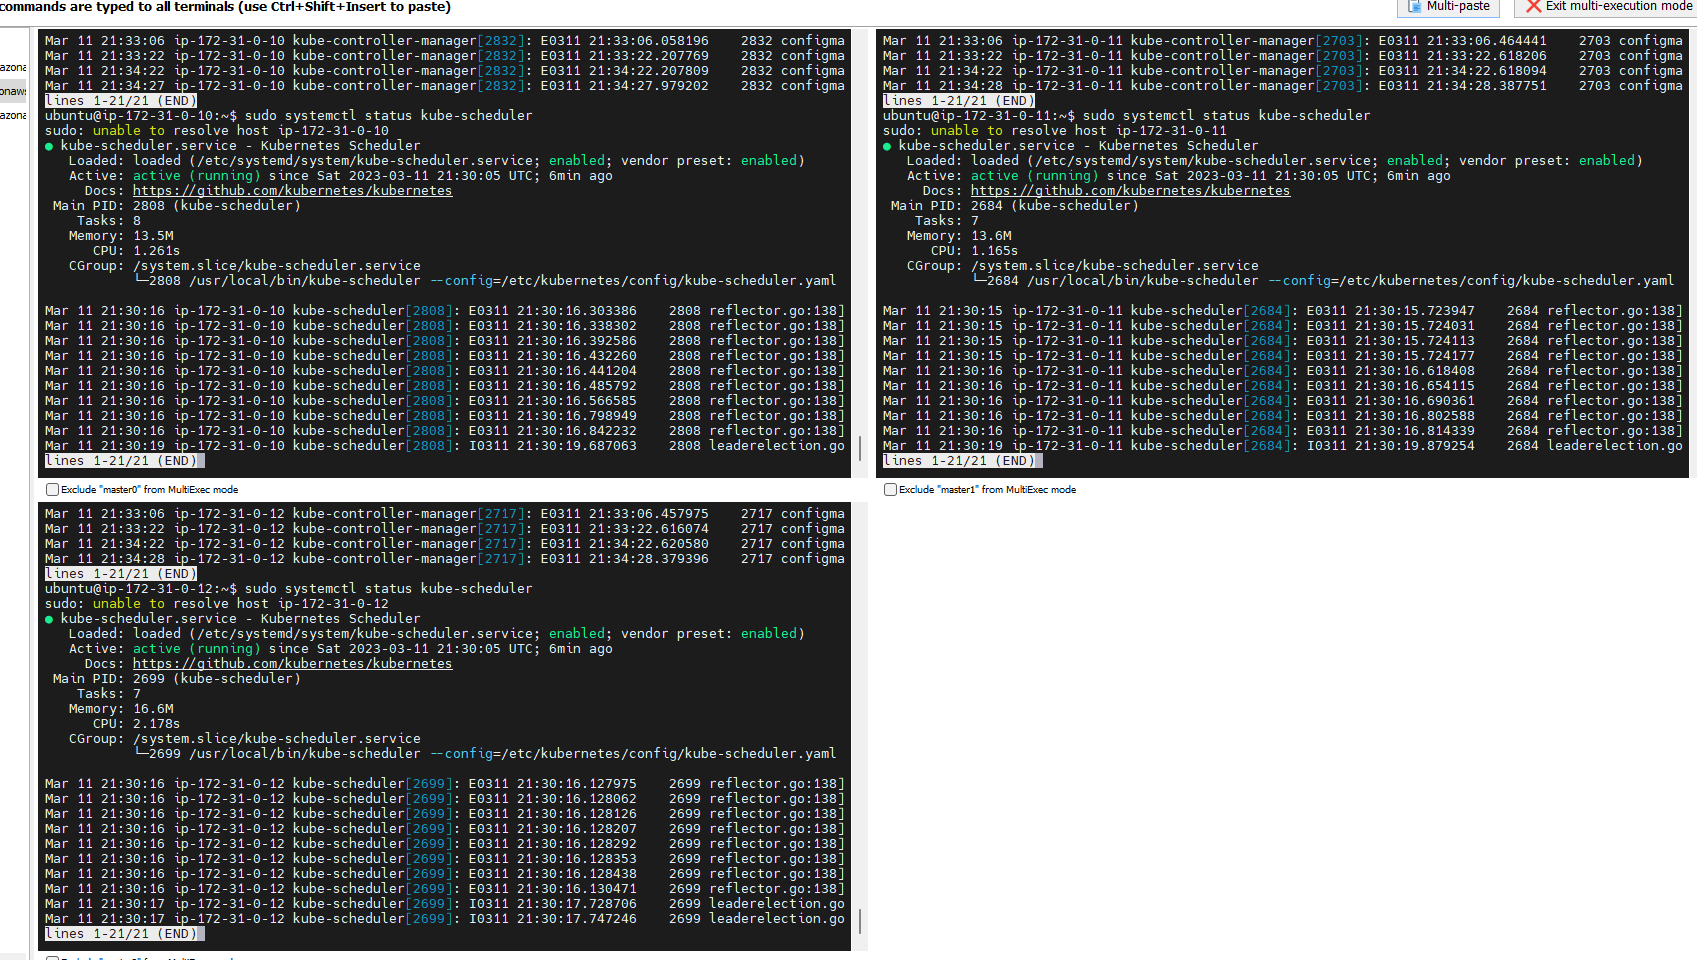 commands are typed to all terminals (use Ctrl+Shift+Insert to paste)
Multi-paste
Exit multi-execution mode
azona
onaws
azona
Mar 11 21:33:06 ip-172-31-0-10 kube-controller-manager[2832]: E0311 21:33:06.058196    2832 configma
Mar 11 21:33:22 ip-172-31-0-10 kube-controller-manager[2832]: E0311 21:33:22.207769    2832 configma
Mar 11 21:34:22 ip-172-31-0-10 kube-controller-manager[2832]: E0311 21:34:22.207809    2832 configma
Mar 11 21:34:27 ip-172-31-0-10 kube-controller-manager[2832]: E0311 21:34:27.979202    2832 configma
lines 1-21/21 (END)
ubuntu@ip-172-31-0-10:~$ sudo systemctl status kube-scheduler
sudo: unable to resolve host ip-172-31-0-10
● kube-scheduler.service - Kubernetes Scheduler
Loaded: loaded (/etc/systemd/system/kube-scheduler.service; enabled; vendor preset: enabled)
Active: active (running) since Sat 2023-03-11 21:30:05 UTC; 6min ago
Docs: https://github.com/kubernetes/kubernetes
Main PID: 2808 (kube-scheduler)
Tasks: 8
Memory: 13.5M
CPU: 1.261s
CGroup: /system.slice/kube-scheduler.service
└─2808 /usr/local/bin/kube-scheduler --config=/etc/kubernetes/config/kube-scheduler.yaml
Mar 11 21:30:16 ip-172-31-0-10 kube-scheduler[2808]: E0311 21:30:16.303386    2808 reflector.go:138]
Mar 11 21:30:16 ip-172-31-0-10 kube-scheduler[2808]: E0311 21:30:16.338302    2808 reflector.go:138]
Mar 11 21:30:16 ip-172-31-0-10 kube-scheduler[2808]: E0311 21:30:16.392586    2808 reflector.go:138]
Mar 11 21:30:16 ip-172-31-0-10 kube-scheduler[2808]: E0311 21:30:16.432260    2808 reflector.go:138]
Mar 11 21:30:16 ip-172-31-0-10 kube-scheduler[2808]: E0311 21:30:16.441204    2808 reflector.go:138]
Mar 11 21:30:16 ip-172-31-0-10 kube-scheduler[2808]: E0311 21:30:16.485792    2808 reflector.go:138]
Mar 11 21:30:16 ip-172-31-0-10 kube-scheduler[2808]: E0311 21:30:16.566585    2808 reflector.go:138]
Mar 11 21:30:16 ip-172-31-0-10 kube-scheduler[2808]: E0311 21:30:16.798949    2808 reflector.go:138]
Mar 11 21:30:16 ip-172-31-0-10 kube-scheduler[2808]: E0311 21:30:16.842232    2808 reflector.go:138]
Mar 11 21:30:19 ip-172-31-0-10 kube-scheduler[2808]: I0311 21:30:19.687063    2808 leaderelection.go
lines 1-21/21 (END)
Exclude "master0" from MultiExec mode
Mar 11 21:33:06 ip-172-31-0-11 kube-controller-manager[2703]: E0311 21:33:06.464441    2703 configma
Mar 11 21:33:22 ip-172-31-0-11 kube-controller-manager[2703]: E0311 21:33:22.618206    2703 configma
Mar 11 21:34:22 ip-172-31-0-11 kube-controller-manager[2703]: E0311 21:34:22.618094    2703 configma
Mar 11 21:34:28 ip-172-31-0-11 kube-controller-manager[2703]: E0311 21:34:28.387751    2703 configma
lines 1-21/21 (END)
ubuntu@ip-172-31-0-11:~$ sudo systemctl status kube-scheduler
sudo: unable to resolve host ip-172-31-0-11
● kube-scheduler.service - Kubernetes Scheduler
Loaded: loaded (/etc/systemd/system/kube-scheduler.service; enabled; vendor preset: enabled)
Active: active (running) since Sat 2023-03-11 21:30:05 UTC; 6min ago
Docs: https://github.com/kubernetes/kubernetes
Main PID: 2684 (kube-scheduler)
Tasks: 7
Memory: 13.6M
CPU: 1.165s
CGroup: /system.slice/kube-scheduler.service
└─2684 /usr/local/bin/kube-scheduler --config=/etc/kubernetes/config/kube-scheduler.yaml
Mar 11 21:30:15 ip-172-31-0-11 kube-scheduler[2684]: E0311 21:30:15.723947    2684 reflector.go:138]
Mar 11 21:30:15 ip-172-31-0-11 kube-scheduler[2684]: E0311 21:30:15.724031    2684 reflector.go:138]
Mar 11 21:30:15 ip-172-31-0-11 kube-scheduler[2684]: E0311 21:30:15.724113    2684 reflector.go:138]
Mar 11 21:30:15 ip-172-31-0-11 kube-scheduler[2684]: E0311 21:30:15.724177    2684 reflector.go:138]
Mar 11 21:30:16 ip-172-31-0-11 kube-scheduler[2684]: E0311 21:30:16.618408    2684 reflector.go:138]
Mar 11 21:30:16 ip-172-31-0-11 kube-scheduler[2684]: E0311 21:30:16.654115    2684 reflector.go:138]
Mar 11 21:30:16 ip-172-31-0-11 kube-scheduler[2684]: E0311 21:30:16.690361    2684 reflector.go:138]
Mar 11 21:30:16 ip-172-31-0-11 kube-scheduler[2684]: E0311 21:30:16.802588    2684 reflector.go:138]
Mar 11 21:30:16 ip-172-31-0-11 kube-scheduler[2684]: E0311 21:30:16.814339    2684 reflector.go:138]
Mar 11 21:30:19 ip-172-31-0-11 kube-scheduler[2684]: I0311 21:30:19.879254    2684 leaderelection.go
lines 1-21/21 (END)
Exclude "master1" from MultiExec mode
Mar 11 21:33:06 ip-172-31-0-12 kube-controller-manager[2717]: E0311 21:33:06.457975    2717 configma
Mar 11 21:33:22 ip-172-31-0-12 kube-controller-manager[2717]: E0311 21:33:22.616074    2717 configma
Mar 11 21:34:22 ip-172-31-0-12 kube-controller-manager[2717]: E0311 21:34:22.620580    2717 configma
Mar 11 21:34:28 ip-172-31-0-12 kube-controller-manager[2717]: E0311 21:34:28.379396    2717 configma
lines 1-21/21 (END)
ubuntu@ip-172-31-0-12:~$ sudo systemctl status kube-scheduler
sudo: unable to resolve host ip-172-31-0-12
● kube-scheduler.service - Kubernetes Scheduler
Loaded: loaded (/etc/systemd/system/kube-scheduler.service; enabled; vendor preset: enabled)
Active: active (running) since Sat 2023-03-11 21:30:05 UTC; 6min ago
Docs: https://github.com/kubernetes/kubernetes
Main PID: 2699 (kube-scheduler)
Tasks: 7
Memory: 16.6M
CPU: 2.178s
CGroup: /system.slice/kube-scheduler.service
└─2699 /usr/local/bin/kube-scheduler --config=/etc/kubernetes/config/kube-scheduler.yaml
Mar 11 21:30:16 ip-172-31-0-12 kube-scheduler[2699]: E0311 21:30:16.127975    2699 reflector.go:138]
Mar 11 21:30:16 ip-172-31-0-12 kube-scheduler[2699]: E0311 21:30:16.128062    2699 reflector.go:138]
Mar 11 21:30:16 ip-172-31-0-12 kube-scheduler[2699]: E0311 21:30:16.128126    2699 reflector.go:138]
Mar 11 21:30:16 ip-172-31-0-12 kube-scheduler[2699]: E0311 21:30:16.128207    2699 reflector.go:138]
Mar 11 21:30:16 ip-172-31-0-12 kube-scheduler[2699]: E0311 21:30:16.128292    2699 reflector.go:138]
Mar 11 21:30:16 ip-172-31-0-12 kube-scheduler[2699]: E0311 21:30:16.128353    2699 reflector.go:138]
Mar 11 21:30:16 ip-172-31-0-12 kube-scheduler[2699]: E0311 21:30:16.128438    2699 reflector.go:138]
Mar 11 21:30:16 ip-172-31-0-12 kube-scheduler[2699]: E0311 21:30:16.130471    2699 reflector.go:138]
Mar 11 21:30:17 ip-172-31-0-12 kube-scheduler[2699]: I0311 21:30:17.728706    2699 leaderelection.go
Mar 11 21:30:17 ip-172-31-0-12 kube-scheduler[2699]: I0311 21:30:17.747246    2699 leaderelection.go
lines 1-21/21 (END)